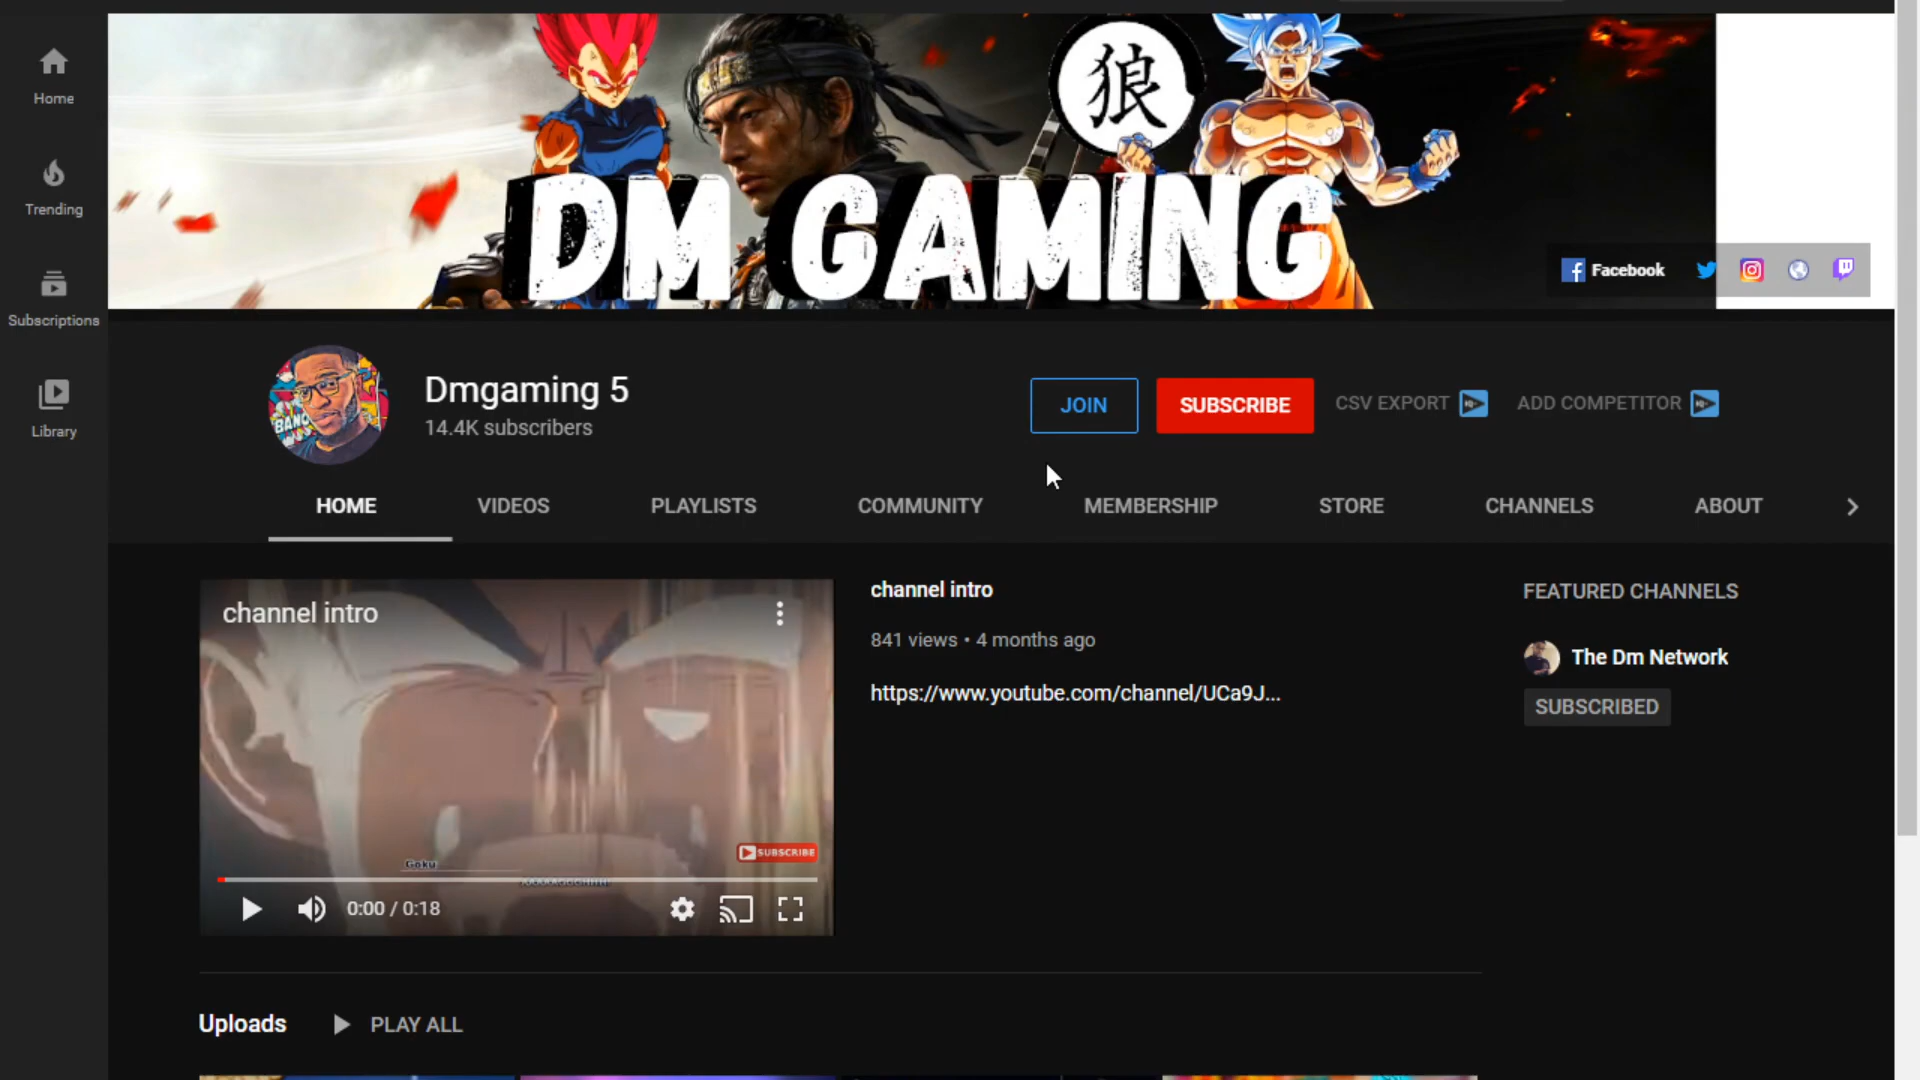 狼
DM GAMING
Facebook
Home
Trending
Subscriptions
Library
Dmgaming 5
14.4K subscribers
JOIN
SUBSCRIBE
CSV EXPORT
ADD COMPETITOR
HOME
VIDEOS
PLAYLISTS
COMMUNITY
MEMBERSHIP
STORE
CHANNELS
ABOUT
channel intro
Goku
SUBSCRIBE
0:00 / 0:18
channel intro
841 views • 4 months ago
https://www.youtube.com/channel/UCa9J...
FEATURED CHANNELS
The Dm Network
SUBSCRIBED
Uploads
PLAY ALL